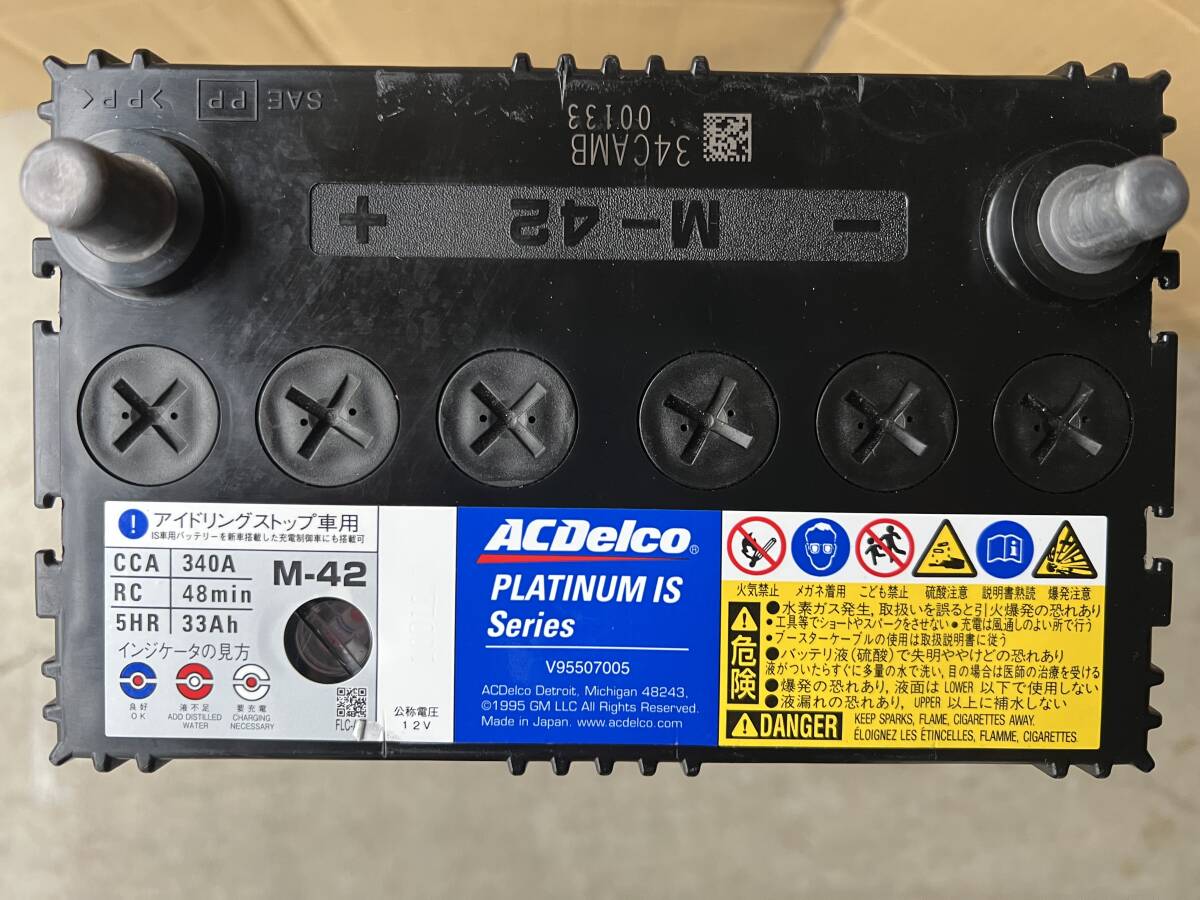 >PP<
PP
SAE
34CAMB
00133
+
M-42
−
! アイドリングストップ車用
IS車用バッテリーを新車搭載した充電制御車にも搭載可
CCA 340A
RC 48min
5HR 33Ah
M-42
インジケータの見方
良好
OK
液不足
ADD DISTILLED
WATER
要充電
CHARGING
NECESSARY
公称電圧
12V
ACDelco®
PLATINUM IS
Series
V95507005
ACDelco Detroit, Michigan 48243,
©1995 GM LLC All Rights Reserved.
Made in Japan. www.acdelco.com
火気禁止 メガネ着用 こども禁止 硫酸注意 説明書熟読 爆発注意
危険
●水素ガス発生, 取扱いを誤ると引火爆発の恐れあり
●工具等でショートやスパークをさせない ●充電は風通しのよい所で行う
●ブースターケーブルの使用は取扱説明書に従う
●バッテリ液(硫酸)で失明ややけどの恐れあり
液がついたらすぐに多量の水で洗い, 目の場合は医師の治療を受ける
●爆発の恐れあり, 液面は LOWER 以下で使用しない
●液漏れの恐れあり, UPPER 以上に補水しない
DANGER
KEEP SPARKS, FLAME, CIGARETTES AWAY.
ÉLOIGNEZ LES ÉTINCELLES, FLAMME, CIGARETTES.